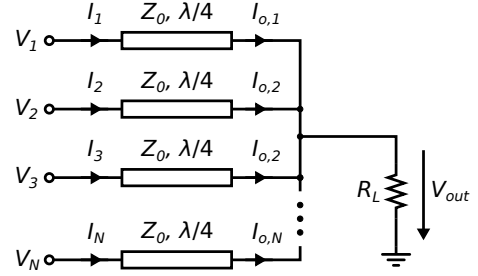 I1 Z0, λ/4 Io,1
V1
I2 Z0, λ/4 Io,2
V2
I3 Z0, λ/4 Io,2
V3
RL Vout
IN Z0, λ/4 Io,N
VN